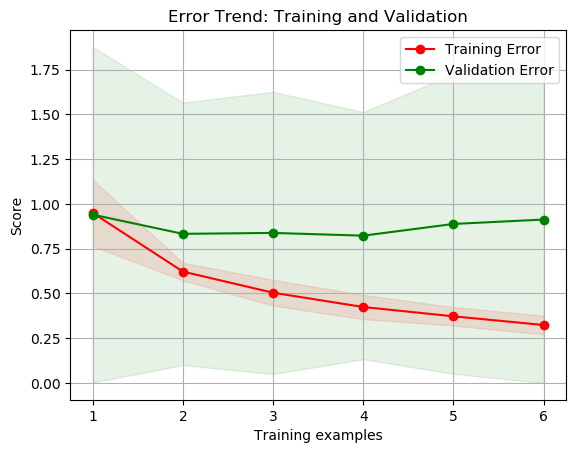 Error Trend: Training and Validation
Training Error
Validation Error
Score
1.75
1.50
1.25
1.00
0.75
0.50
0.25
0.00
1 2 3 4 5 6
Training examples